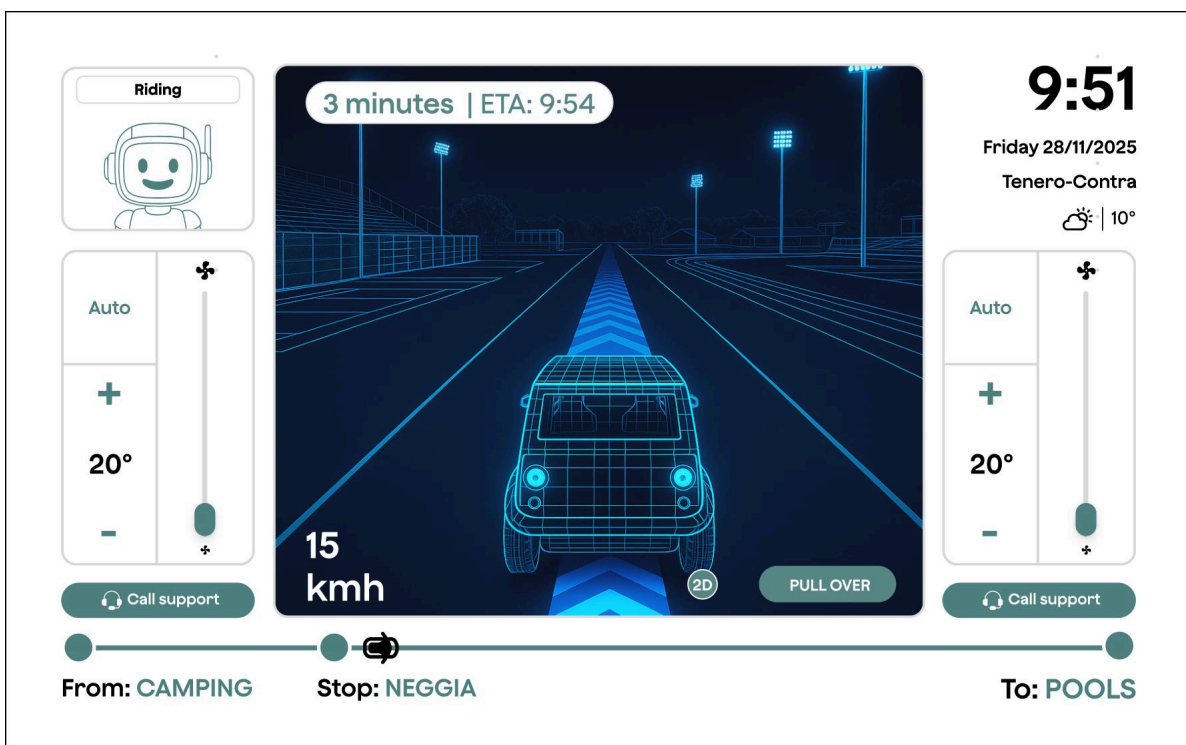 Riding
3 minutes | ETA: 9:54
9:51
Friday 28/11/2025
Tenero-Contra
10°
Auto
+
20°
-
15
kmh
2D
PULL OVER
Auto
+
20°
-
Call support
Call support
From: CAMPING
Stop: NEGGIA
To: POOLS